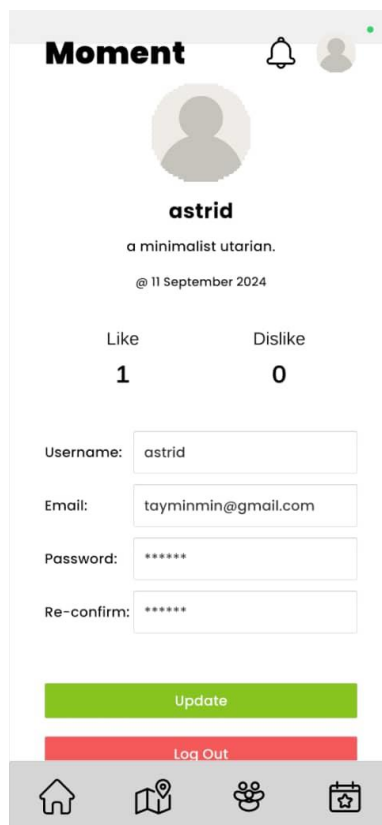 Moment
astrid
a minimalist utarian.
@ 11 September 2024
Like Dislike
1 0
Username: astrid
Email: tayminmin@gmail.com
Password: ******
Re-confirm: ******
Update
Log Out